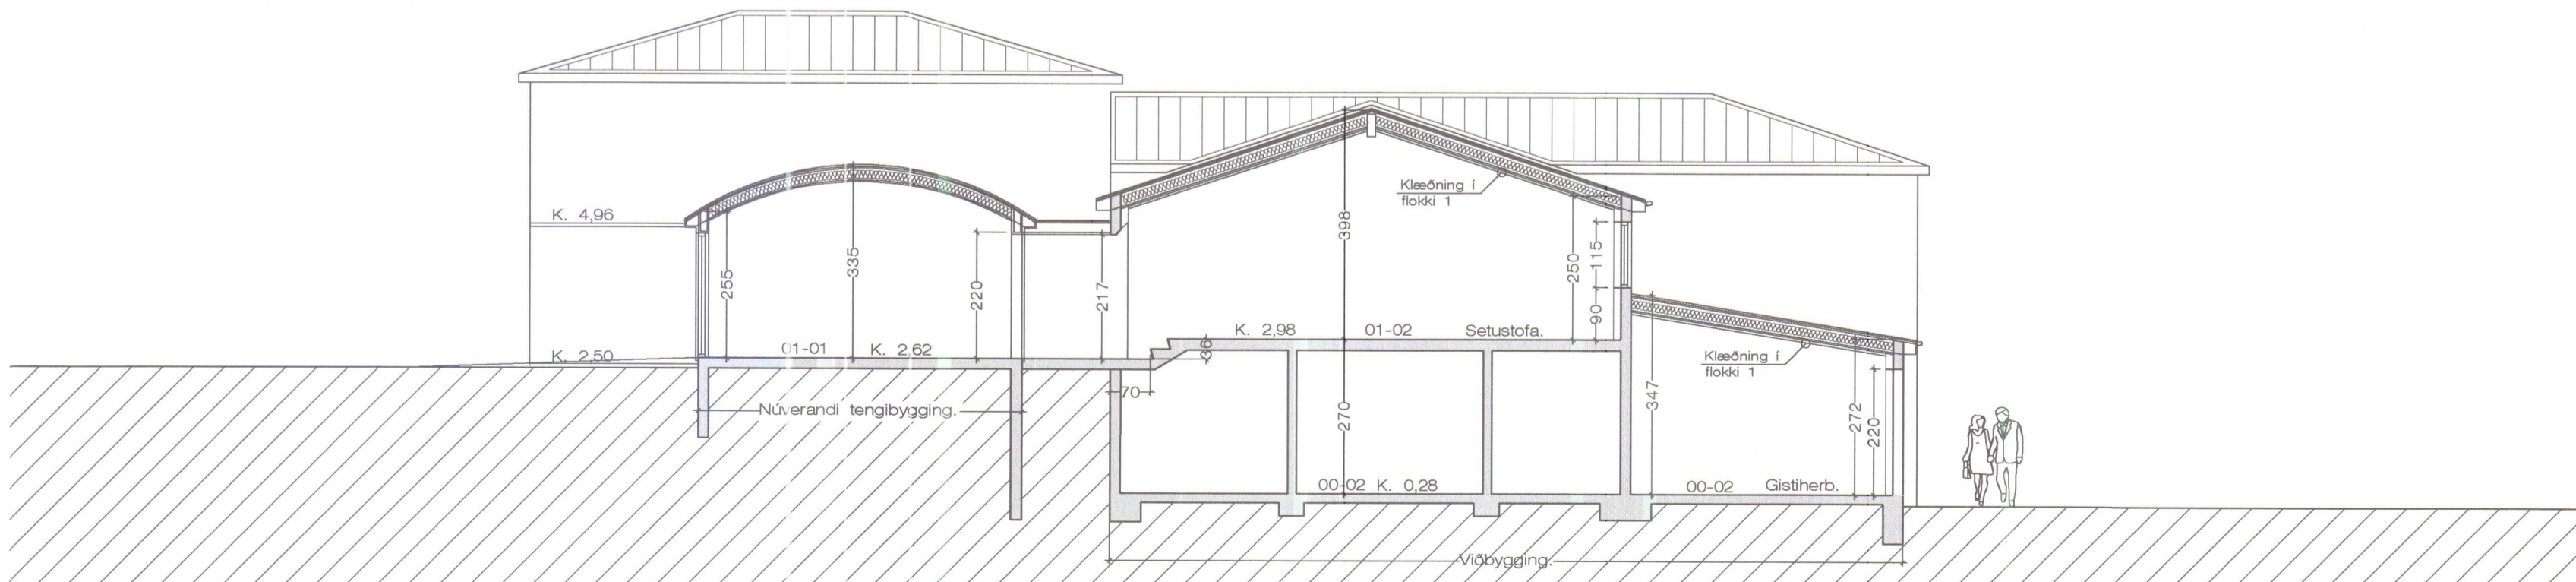 K. 4,96
Klæðning í
flokki 1
398
335
255
220
217
250
115
90
K. 2,98
01-02
Setustofa.
36
K. 2,50
01-01
K. 2,62
Klæðning í
flokki 1
70
Núverandi tengibygging.
270
347
272
220
00-02 K. 0,28
00-02
Gistiherb.
Viðbygging.